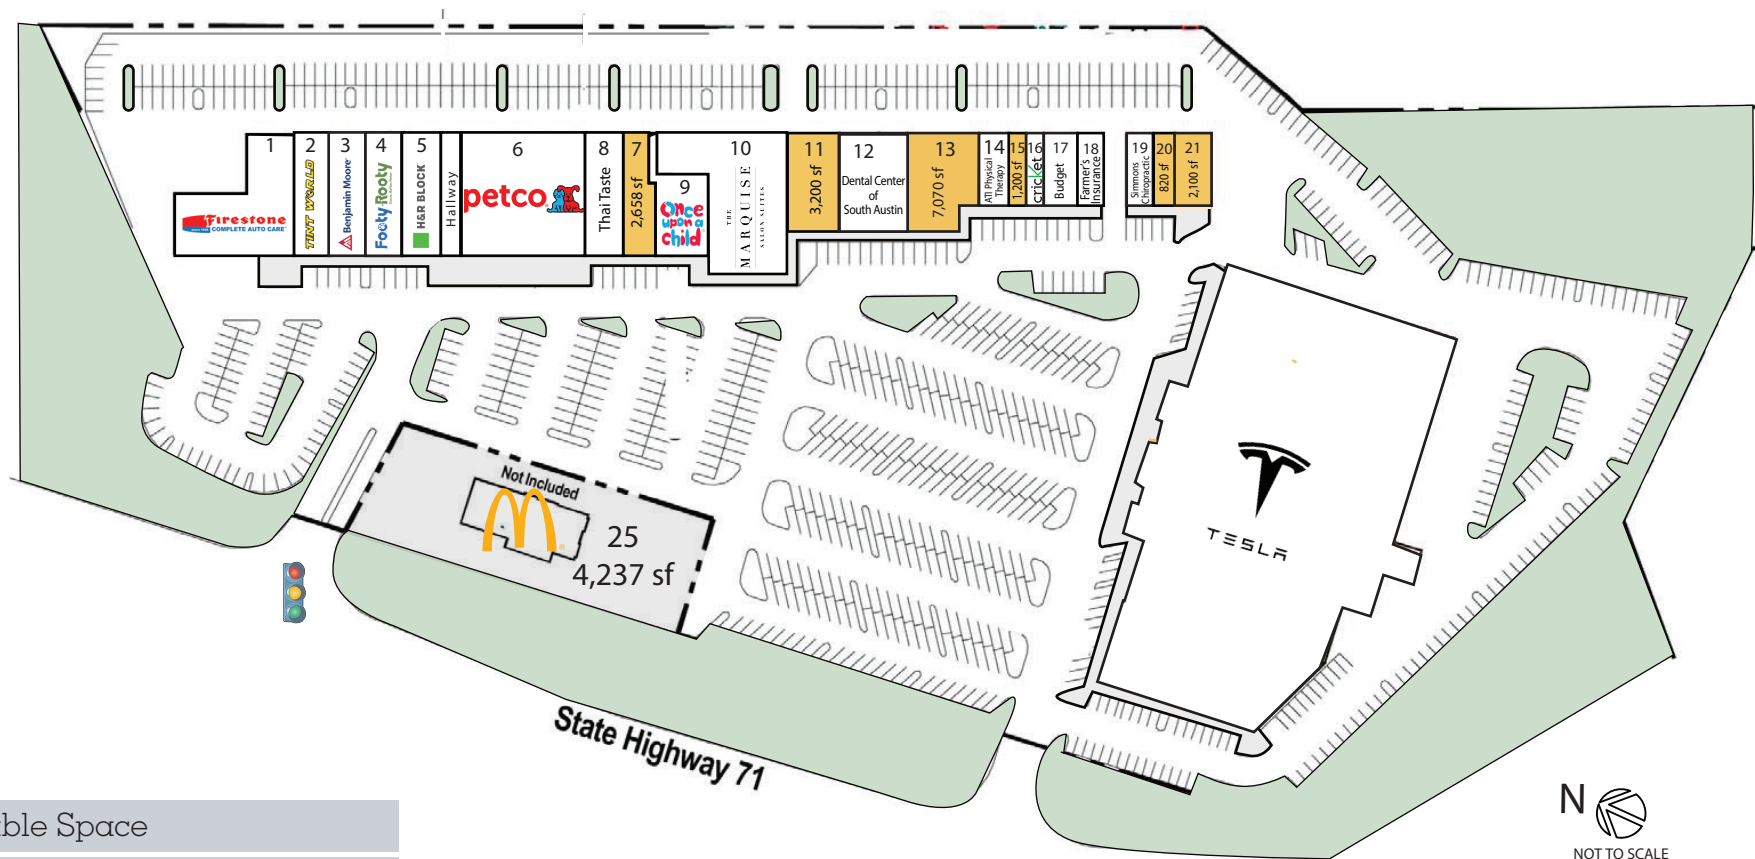 1
Firestone
COMPLETE AUTO CARE
2
TINT WORLD
3
Benjamin Moore
4
Footy Rooty
5
H&R BLOCK
Hallway
6
petco
8
Thai Taste
7
2,658 sf
9
once
upon a
child
10
THE
MARQUISE
SALON SUITES
11
3,200 sf
12
Dental Center
of
South Austin
13
7,070 sf
14
ATI Physical
Therapy
15
1,200 sf
16
cricket
17
Budget
18
Farmer's
Insurance
19
Simmons
Chiropractic
20
820 sf
21
2,100 sf
Not Included
25
4,237 sf
TESLA
State Highway 71
ble Space
N
NOT TO SCALE